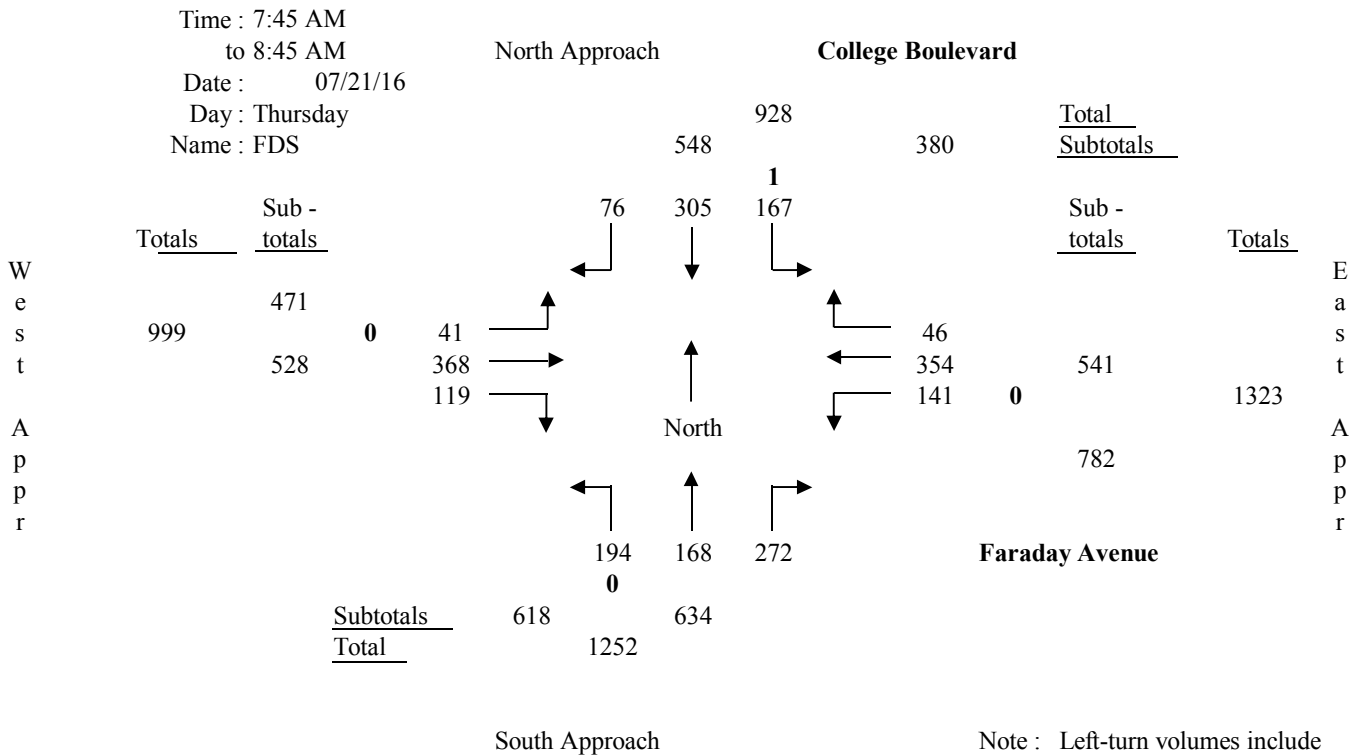 Time : 7:45 AM
to 8:45 AM North Approach College Boulevard
Date : 07/21/16
Day : Thursday 928 Total
Name : FDS 548 380 Subtotals
1
Sub - 76 305 167 Sub -
Totals totals totals Totals
W E
e 471 a
s 999 0 41 46 s
t 528 368 354 541 t
119 141 0 1323
A North A
p 782 p
p p
r r
194 168 272 Faraday Avenue
0
Subtotals 618 634
Total 1252
South Approach Note : Left-turn volumes include